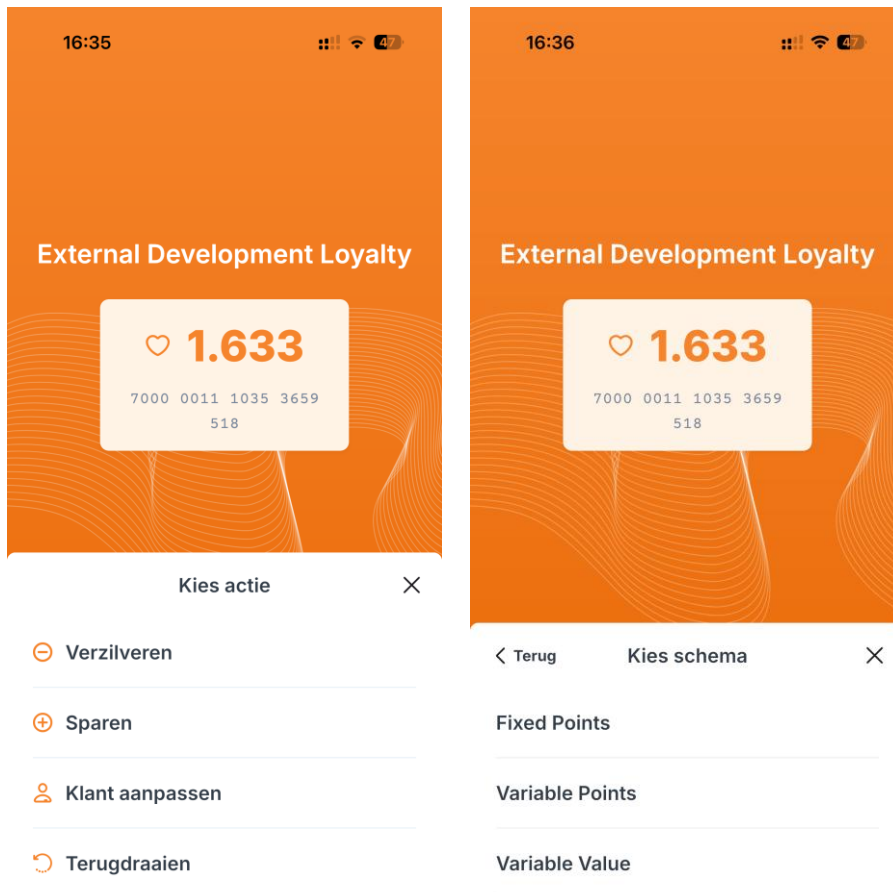 16:35
47
External Development Loyalty
1.633
7000 0011 1035 3659
518
Kies actie
Verzilveren
Sparen
Klant aanpassen
Terugdraaien
16:36
47
External Development Loyalty
1.633
7000 0011 1035 3659
518
Terug Kies schema
Fixed Points
Variable Points
Variable Value